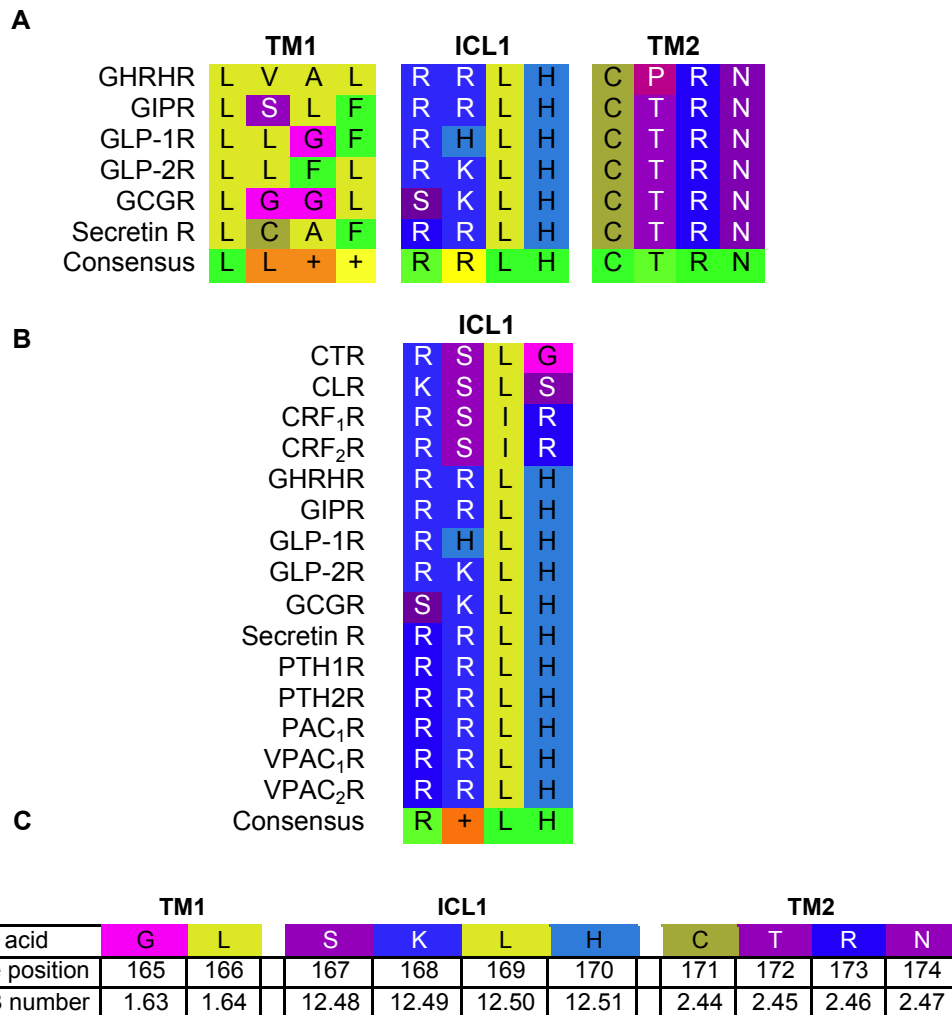 A
TM1 ICL1 TM2
GHRHR L V A L R R L H C P R N
GIPR L S L F R R L H C T R N
GLP-1R L L G F R H L H C T R N
GLP-2R L L F L R K L H C T R N
GCGR L G G L S K L H C T R N
Secretin R L C A F R R L H C T R N
Consensus L L + + R R L H C T R N
B
ICL1
CTR R S L G
CLR K S L S
CRF₁R R S I R
CRF₂R R S I R
GHRHR R R L H
GIPR R R L H
GLP-1R R H L H
GLP-2R R K L H
GCGR S K L H
Secretin R R R L H
PTH1R R R L H
PTH2R R R L H
PAC₁R R R L H
VPAC₁R R R L H
VPAC₂R R R L H
Consensus R + L H
C
TM1 ICL1 TM2
acid G L S K L H C T R N
position 165 166 167 168 169 170 171 172 173 174
number 1.63 1.64 12.48 12.49 12.50 12.51 2.44 2.45 2.46 2.47